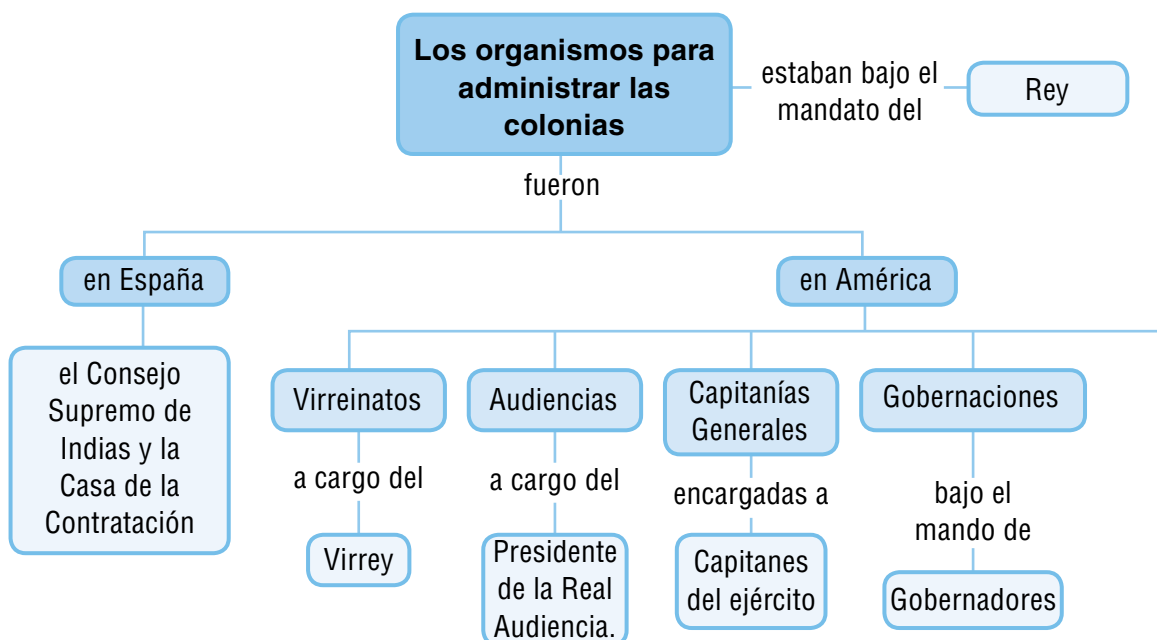 Los organismos para
administrar las
colonias
estaban bajo el
mandato del
Rey
fueron
en España
en América
el Consejo
Supremo de
Indias y la
Casa de la
Contratación
Virreinatos
a cargo del
Virrey
Audiencias
a cargo del
Presidente
de la Real
Audiencia.
Capitanías
Generales
encargadas a
Capitanes
del ejército
Gobernaciones
bajo el
mando de
Gobernadores